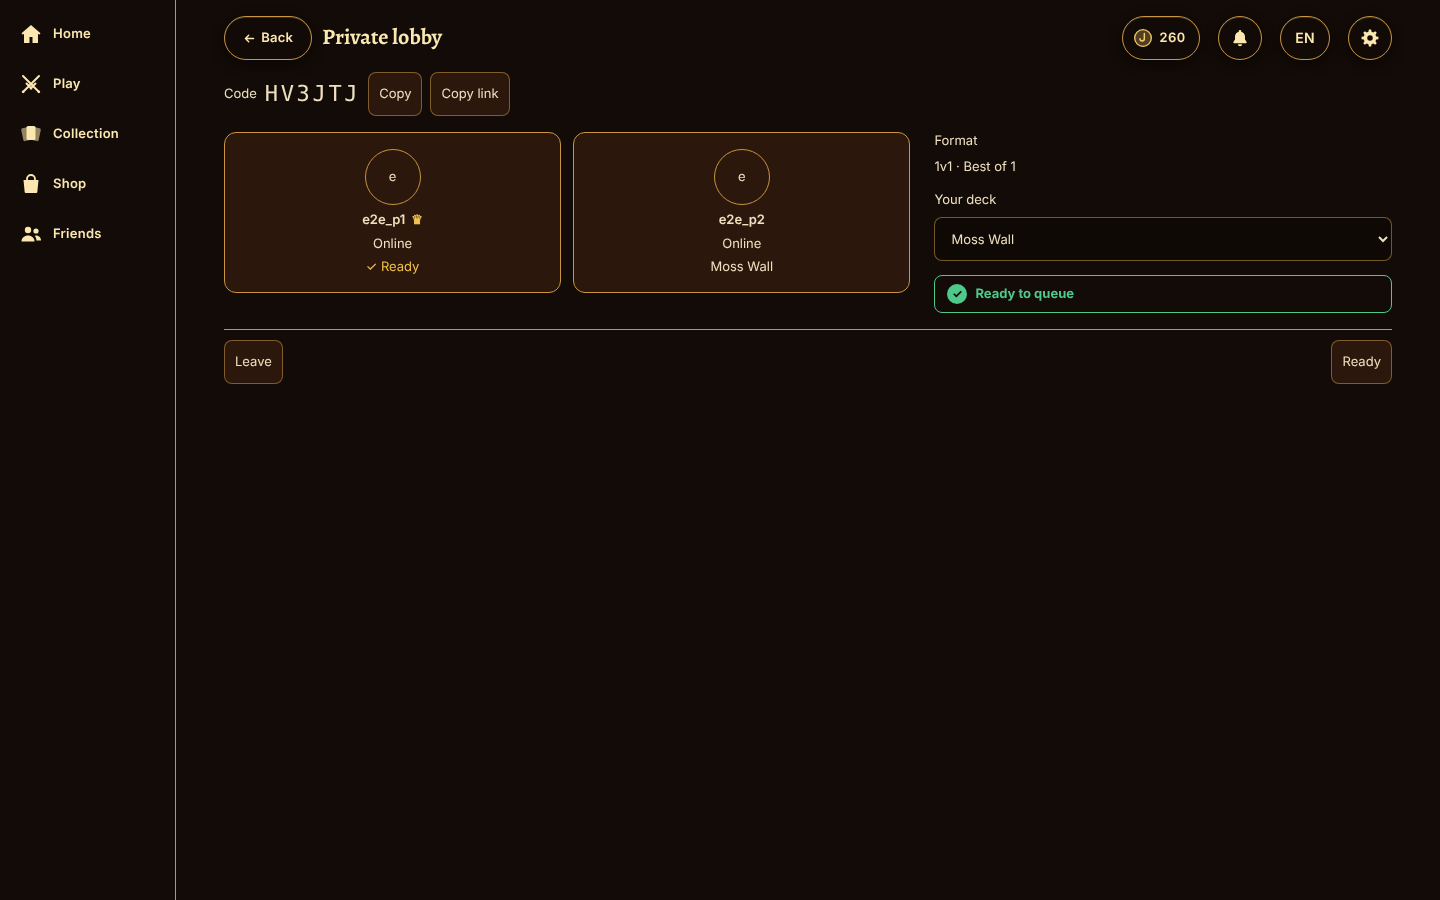 Home
Play
Collection
Shop
Friends
← Back
Private lobby
J 260
EN
Code HV3JTJ Copy Copy link
e
e2e_p1 ♛
Online
✓ Ready
e
e2e_p2
Online
Moss Wall
Format
1v1 · Best of 1
Your deck
Moss Wall
Ready to queue
Leave
Ready